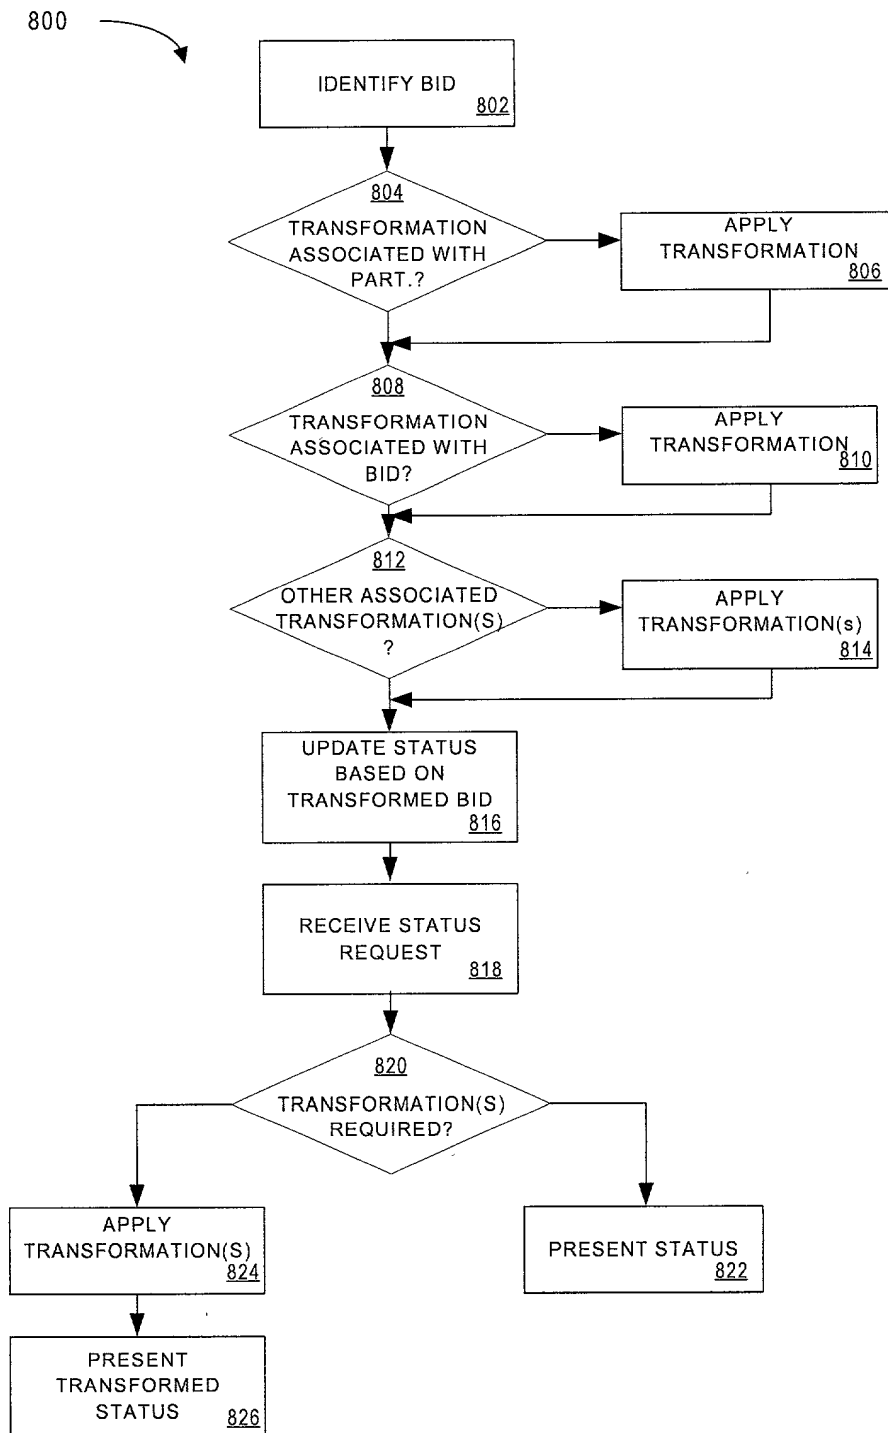 800
IDENTIFY BID
802
804
TRANSFORMATION
ASSOCIATED WITH
PART.?
APPLY
TRANSFORMATION
806
808
TRANSFORMATION
ASSOCIATED WITH
BID?
APPLY
TRANSFORMATION
810
812
OTHER ASSOCIATED
TRANSFORMATION(S)
?
APPLY
TRANSFORMATION(s)
814
UPDATE STATUS
BASED ON
TRANSFORMED BID
816
RECEIVE STATUS
REQUEST
818
820
TRANSFORMATION(S)
REQUIRED?
APPLY
TRANSFORMATION(S)
824
PRESENT STATUS
822
PRESENT
TRANSFORMED
STATUS
826